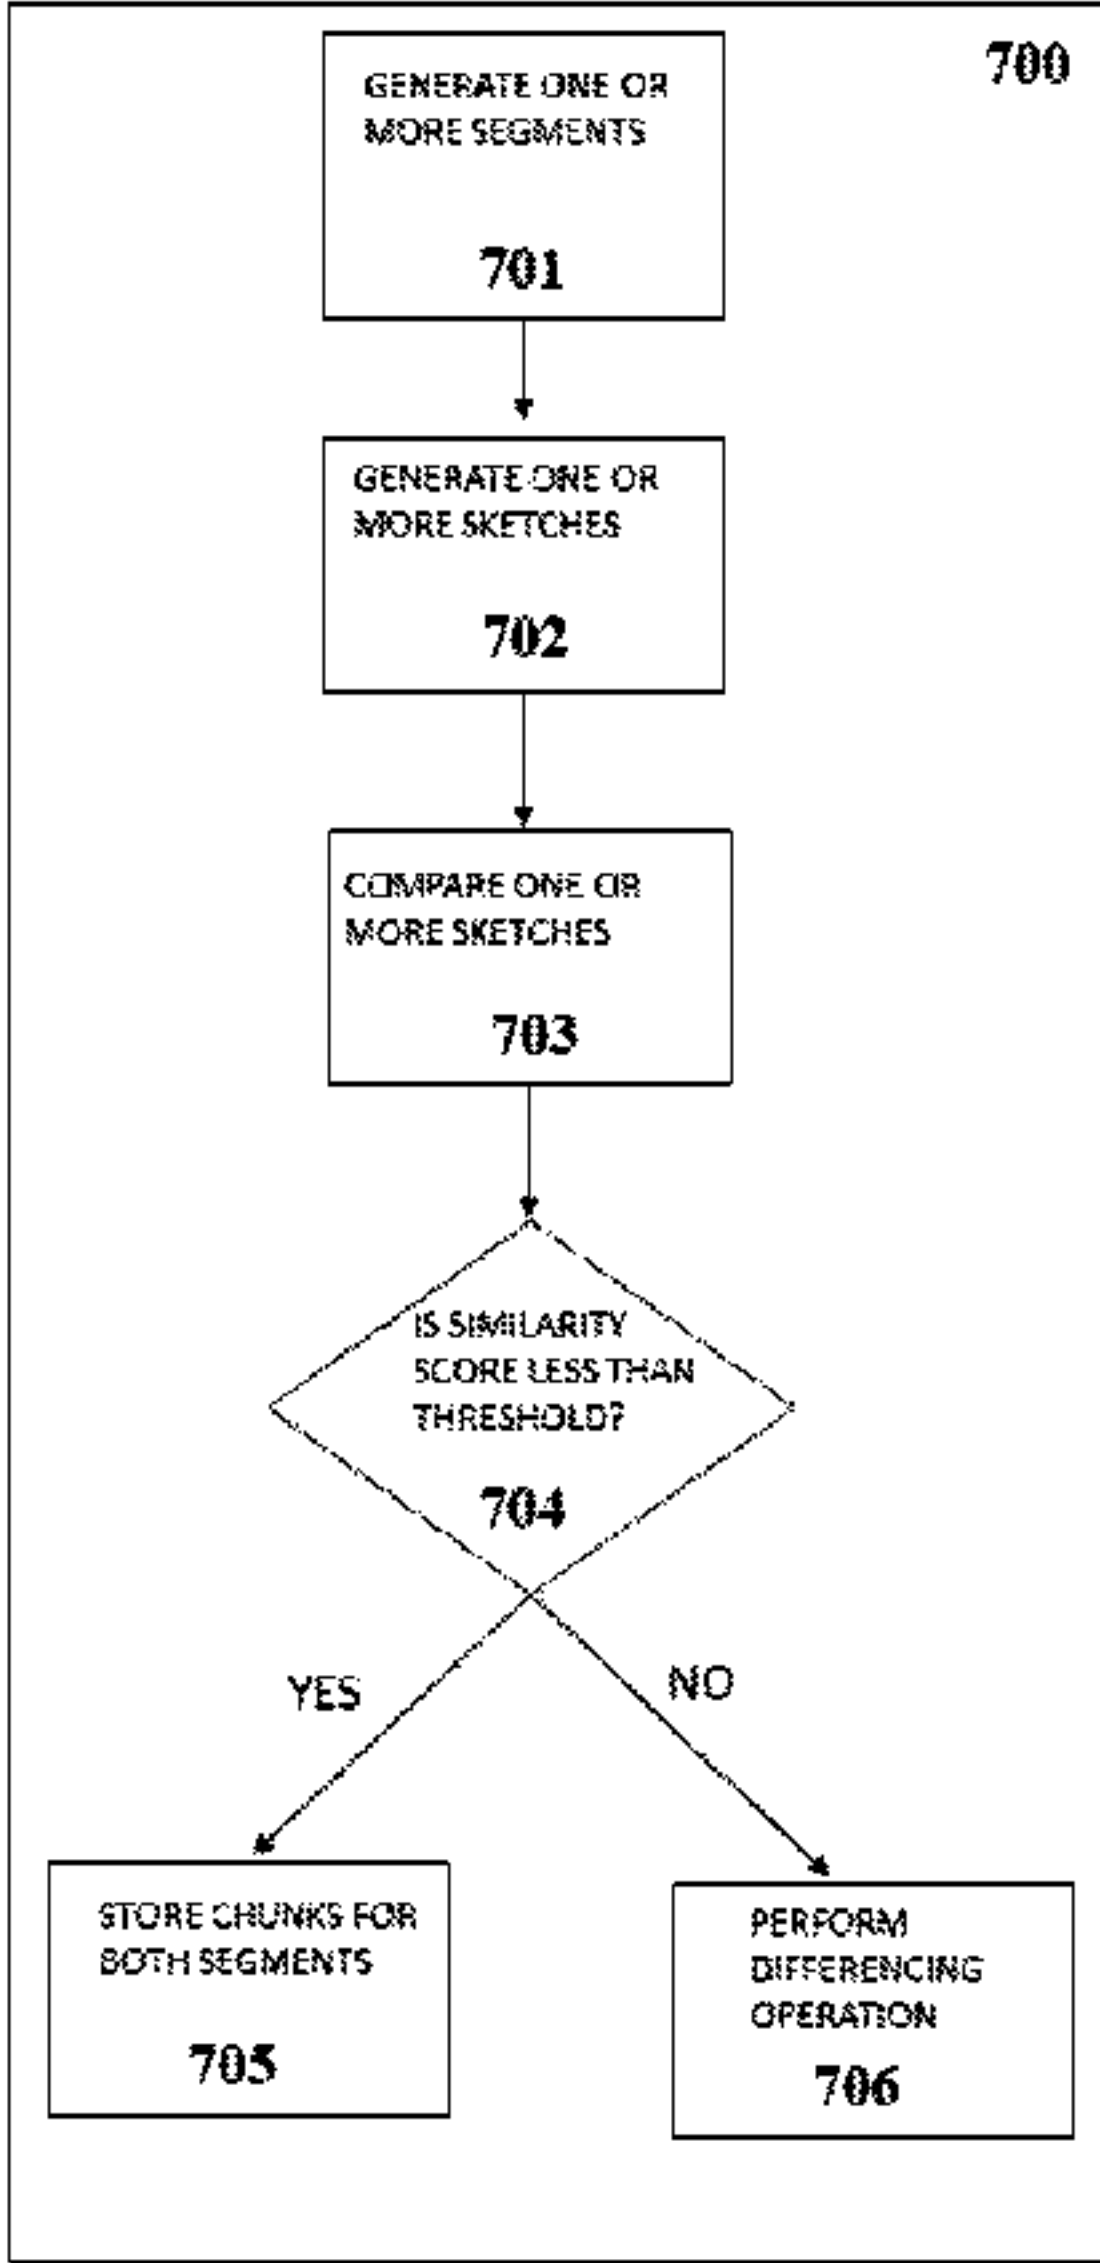 700
GENERATE ONE OR
MORE SEGMENTS
701
GENERATE ONE OR
MORE SKETCHES
702
COMPARE ONE OR
MORE SKETCHES
703
IS SIMILARITY
SCORE LESS THAN
THRESHOLD?
704
YES
NO
STORE CHUNKS FOR
BOTH SEGMENTS
705
PERFORM
DIFFERENCING
OPERATION
706